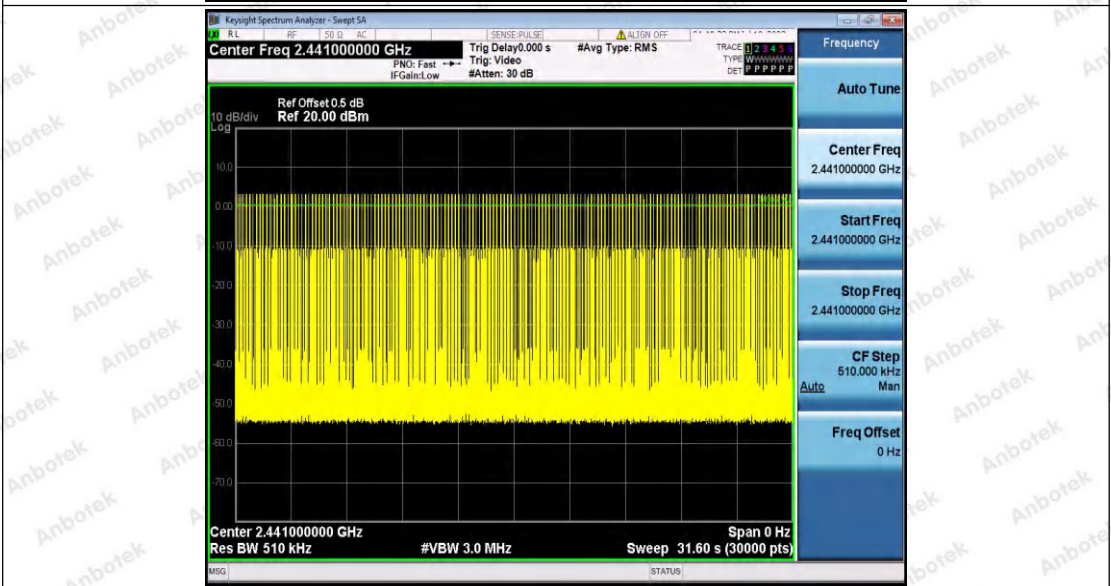 Keysight Spectrum Analyzer - Swept SA
RL RF 50 Ω AC SENSE:PULSE ALIGN OFF
Center Freq 2.441000000 GHz
PNO: Fast
IFGain:Low
Trig Delay0.000 s
Trig: Video
#Atten: 30 dB
#Avg Type: RMS
TRACE 1 2 3 4 5 6
TYPE W
DET P P P P P P
Frequency
Auto Tune
Center Freq
2.441000000 GHz
Start Freq
2.441000000 GHz
Stop Freq
2.441000000 GHz
CF Step
510.000 kHz
Auto Man
Freq Offset
0 Hz
Ref Offset 0.5 dB
10 dB/div Ref 20.00 dBm
Log
10.0
0.00
-10.0
-20.0
-30.0
-40.0
-50.0
-60.0
-70.0
Center 2.441000000 GHz Span 0 Hz
Res BW 510 kHz #VBW 3.0 MHz Sweep 31.60 s (30000 pts)
MSG STATUS
Anbotek